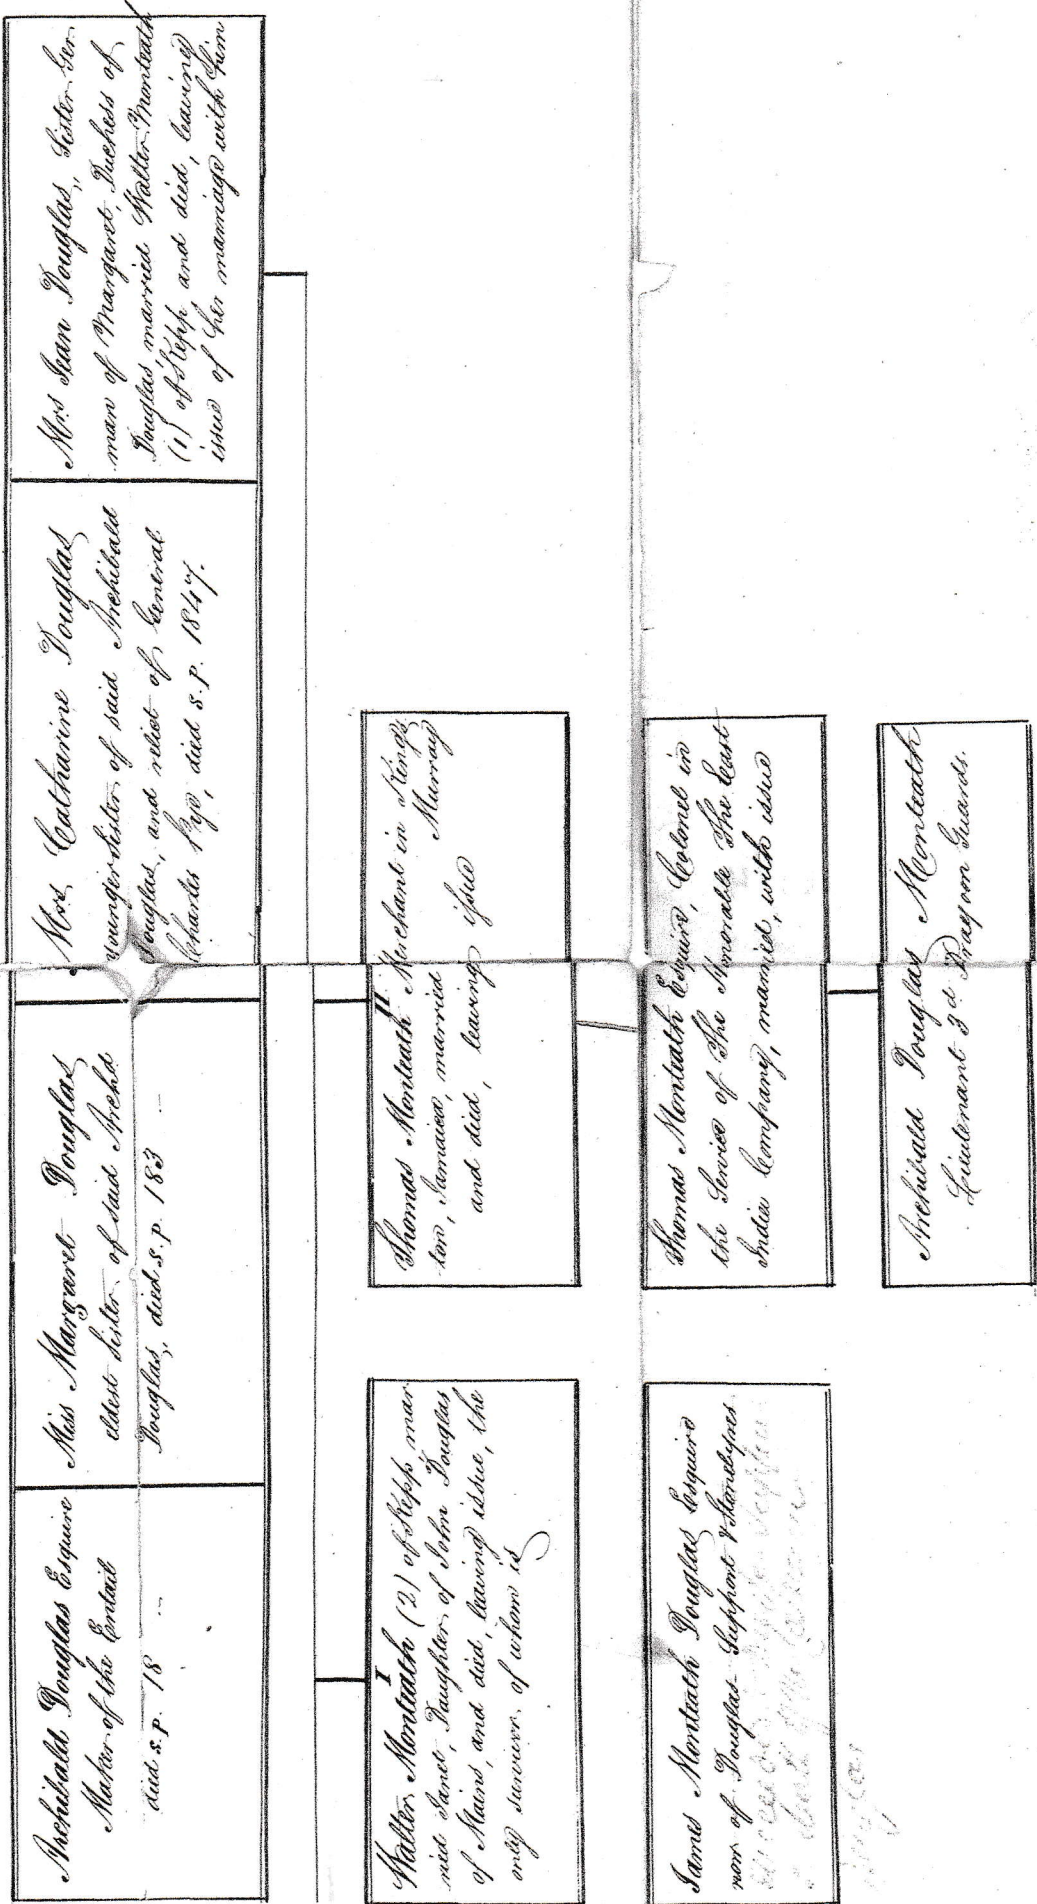 Archibald Douglas Esquire
Maker of the Entail
died s.p. 18 --
Miss Margaret Douglas
eldest Sister of said Archd
Douglas, died s.p. 183 --
Mrs Catharine Douglas
younger Sister of said Archibald
Douglas, and relict of General
Charles died s.p. 1847.
Mrs Jean Douglas, Sister Ger
man of Margaret, Duchess of
Douglas married Walter Monteath
(1) of Kepp and died, leaving
issue of her marriage with him
I
Walter Monteath (2) of Kepp mar
ried Janet, Daughter of John Douglas
of Mains, and died, leaving issue, the
only surviv. of whom is
II
Thomas Monteath Merchant in Kings
ton, Jamaica, married Murray
and died, leaving issue
James Monteath Douglas Esquire
now of Douglas Support & Stonebyres
Thomas Monteath Esquire, Colonel in
the Service of The Honorable The East
India Company, married, with issue
Archibald Douglas Monteath
Lieutenant 3d Dragoon Guards.